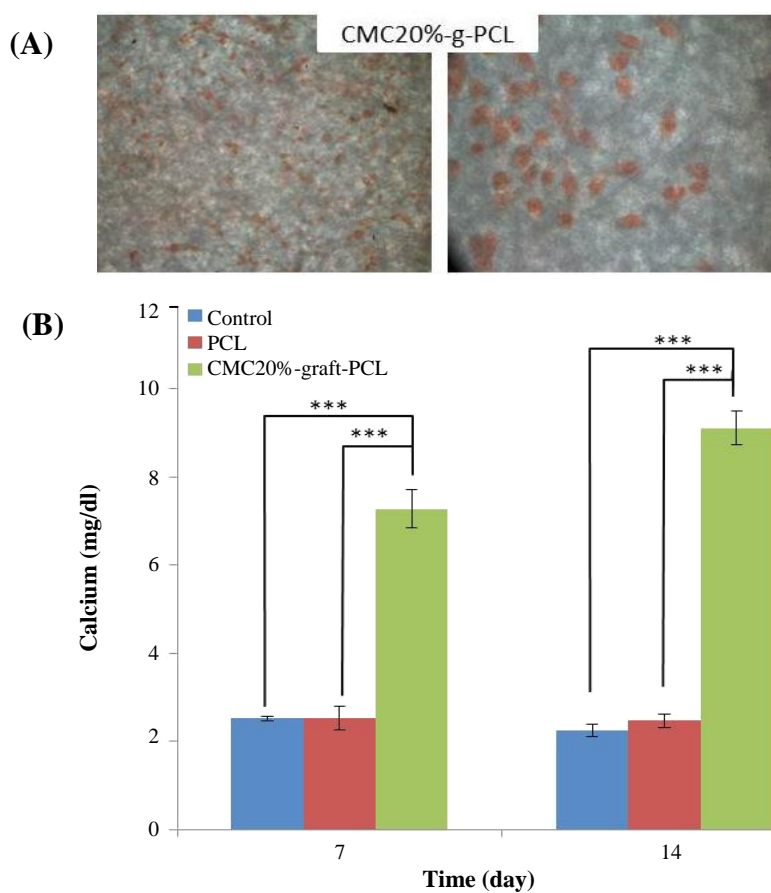 (A)
CMC20%-g-PCL
(B)
Control
PCL
CMC20%-graft-PCL
12
10
8
6
4
2
0
Calcium (mg/dl)
***
***
***
***
7
14
Time (day)